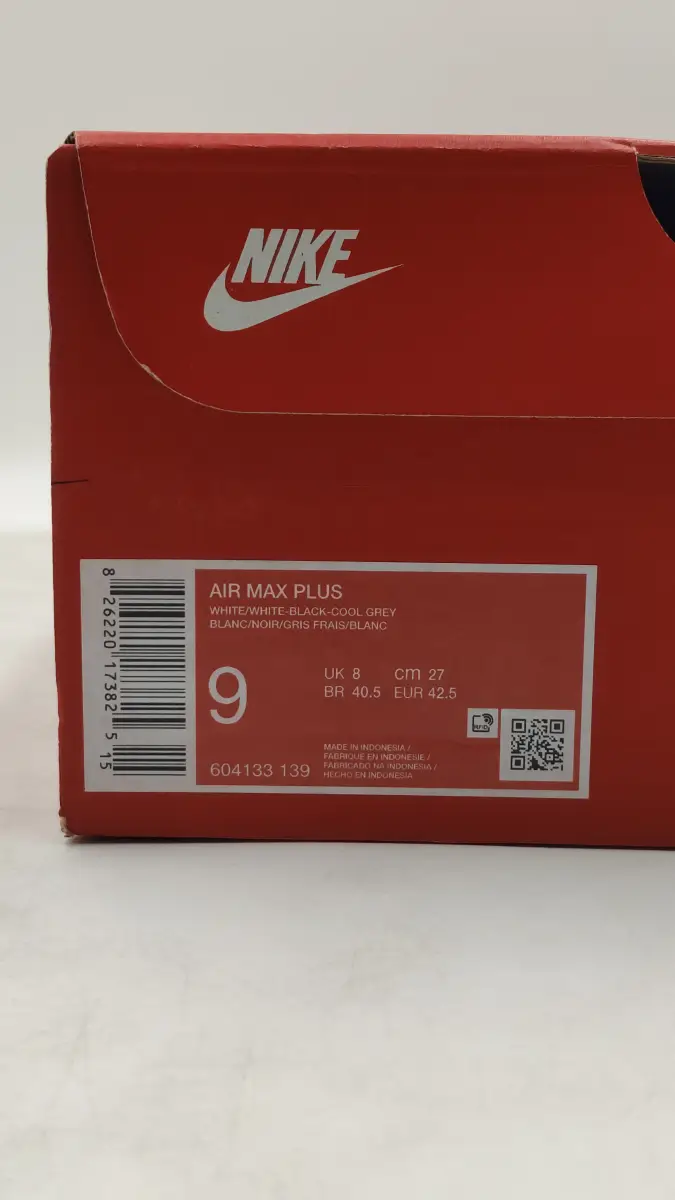 NIKE
8 26220 17382 5 15
AIR MAX PLUS
WHITE/WHITE-BLACK-COOL GREY
BLANC/NOIR/GRIS FRAIS/BLANC
9
UK 8 cm 27
BR 40.5 EUR 42.5
RFID
604133 139
MADE IN INDONESIA /
FABRIQUE EN INDONESIE /
FABRICADO NA INDONESIA /
HECHO EN INDONESIA